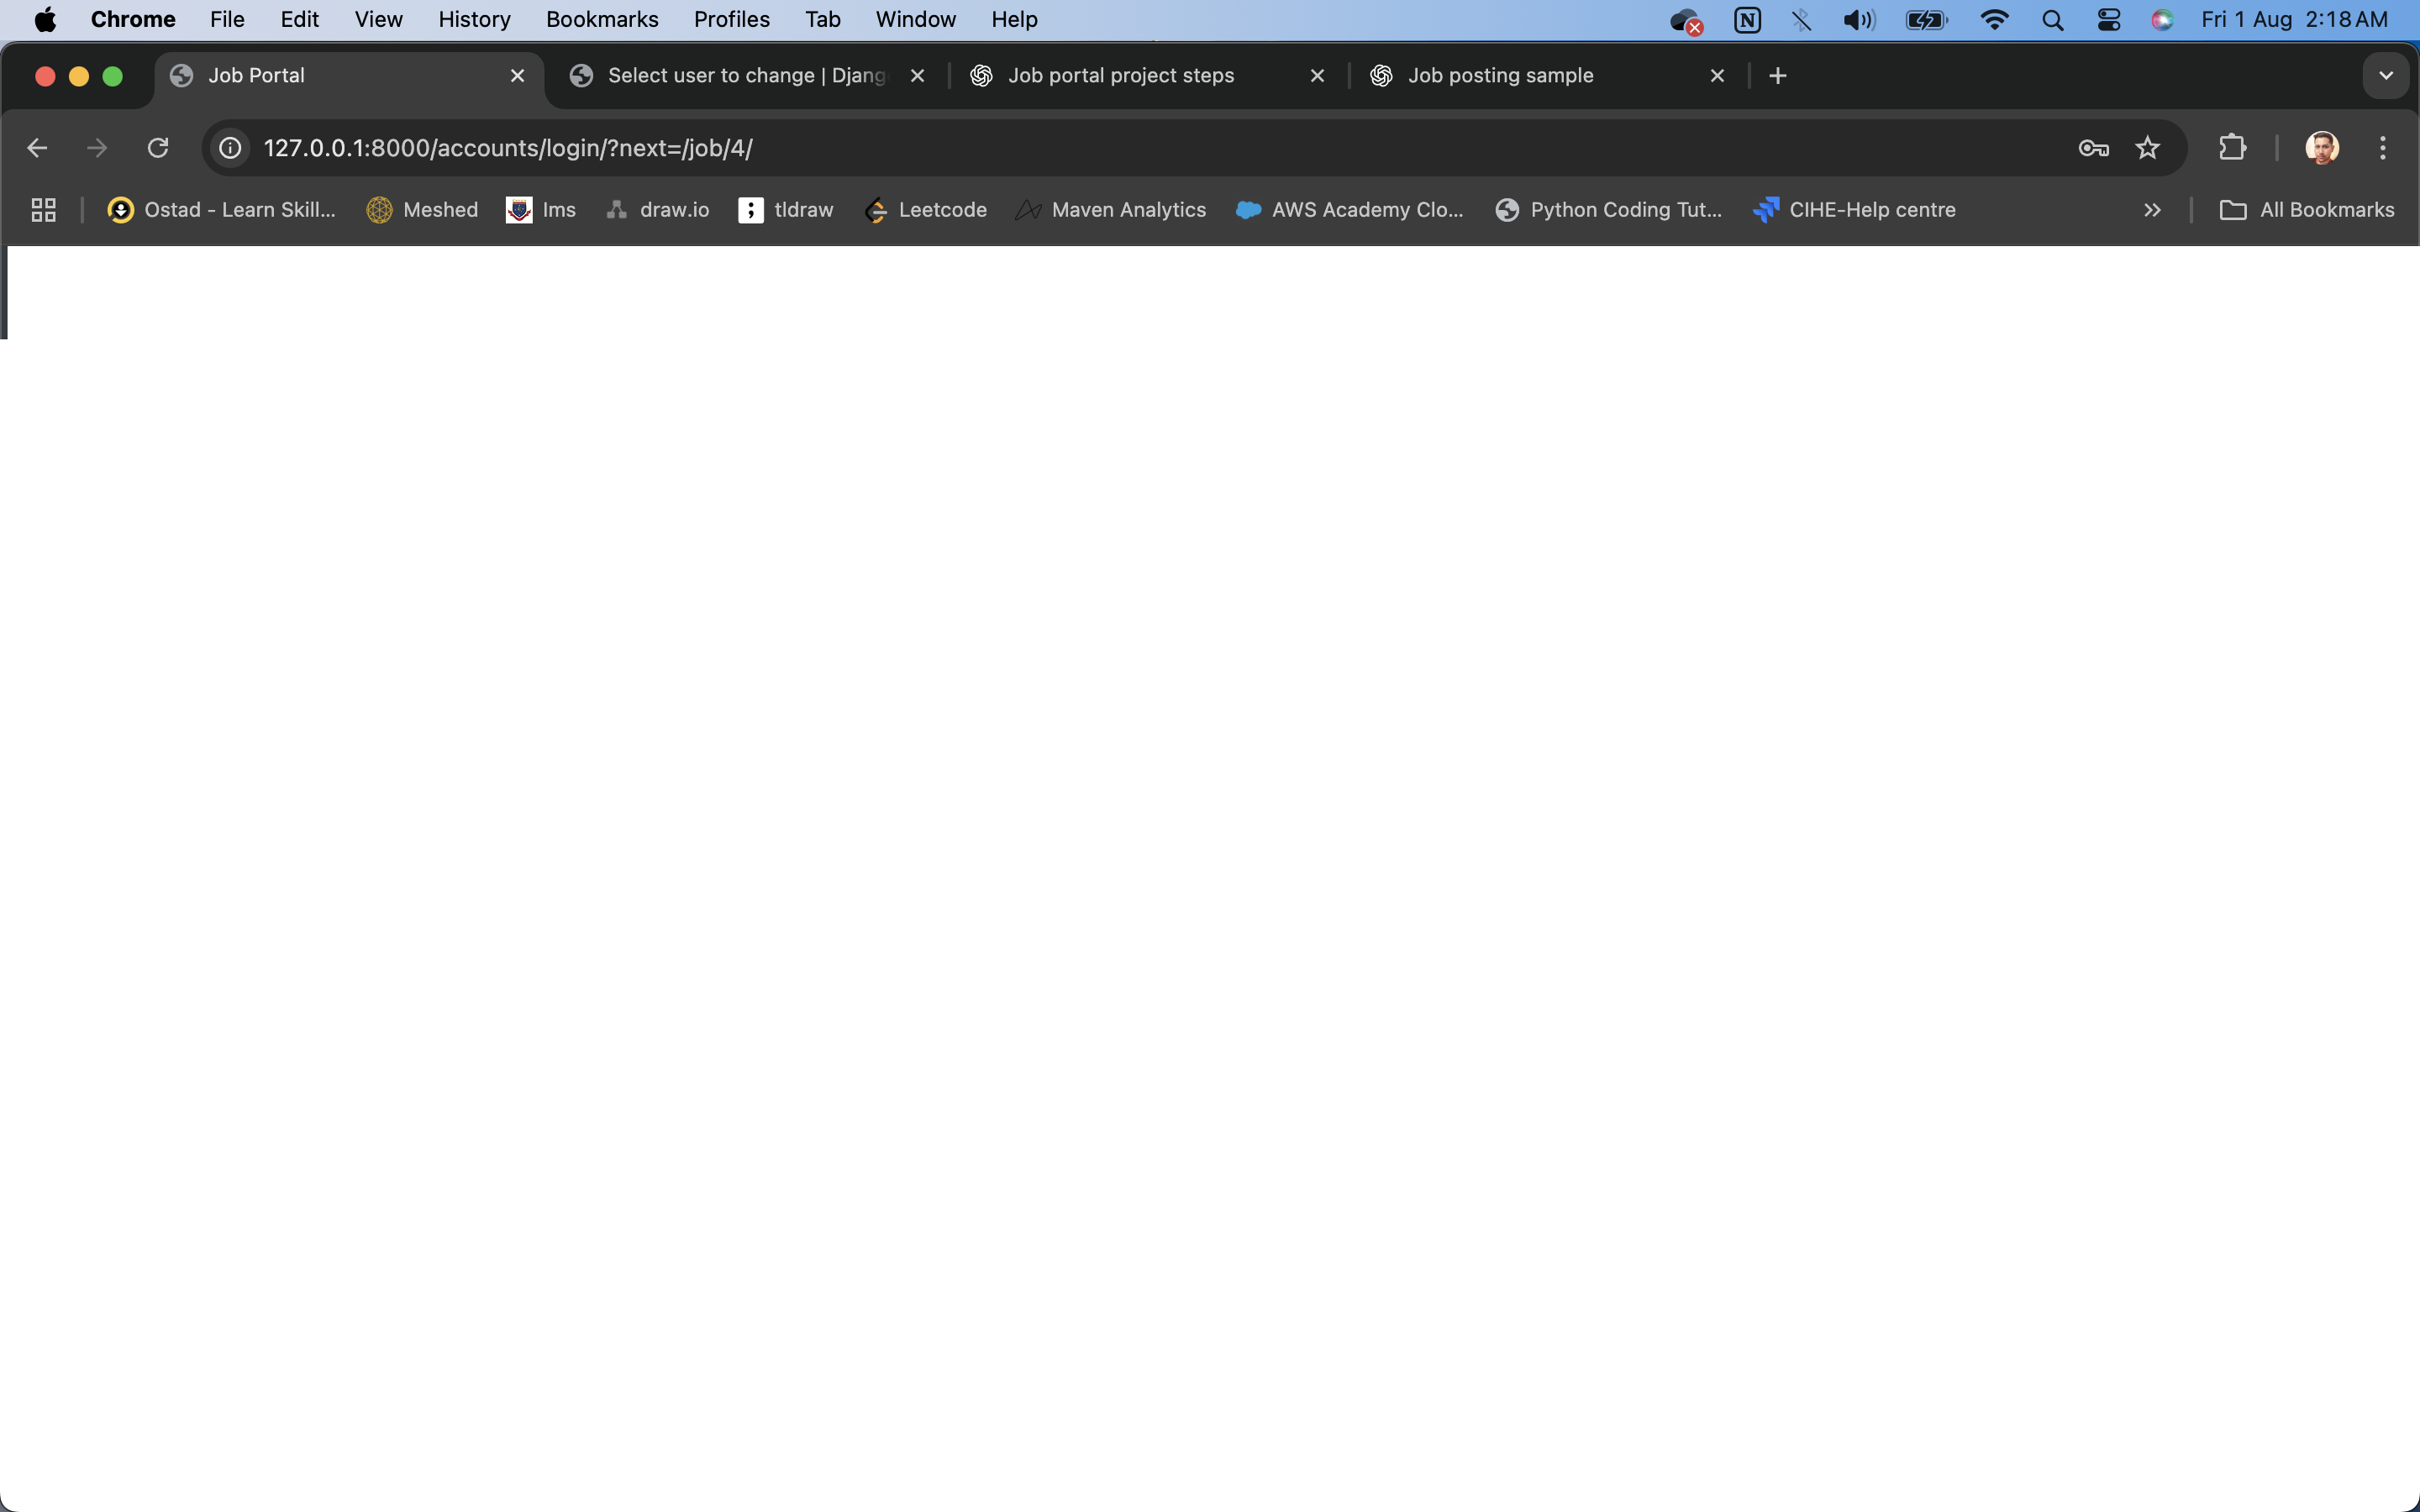 Chrome File Edit View History Bookmarks Profiles Tab Window Help N Fri 1 Aug 2:18 AM
Job Portal Select user to change | Djang Job portal project steps Job posting sample
127.0.0.1:8000/accounts/login/?next=/job/4/
Ostad - Learn Skill... Meshed lms draw.io tldraw Leetcode Maven Analytics AWS Academy Clo... Python Coding Tut... CIHE-Help centre All Bookmarks